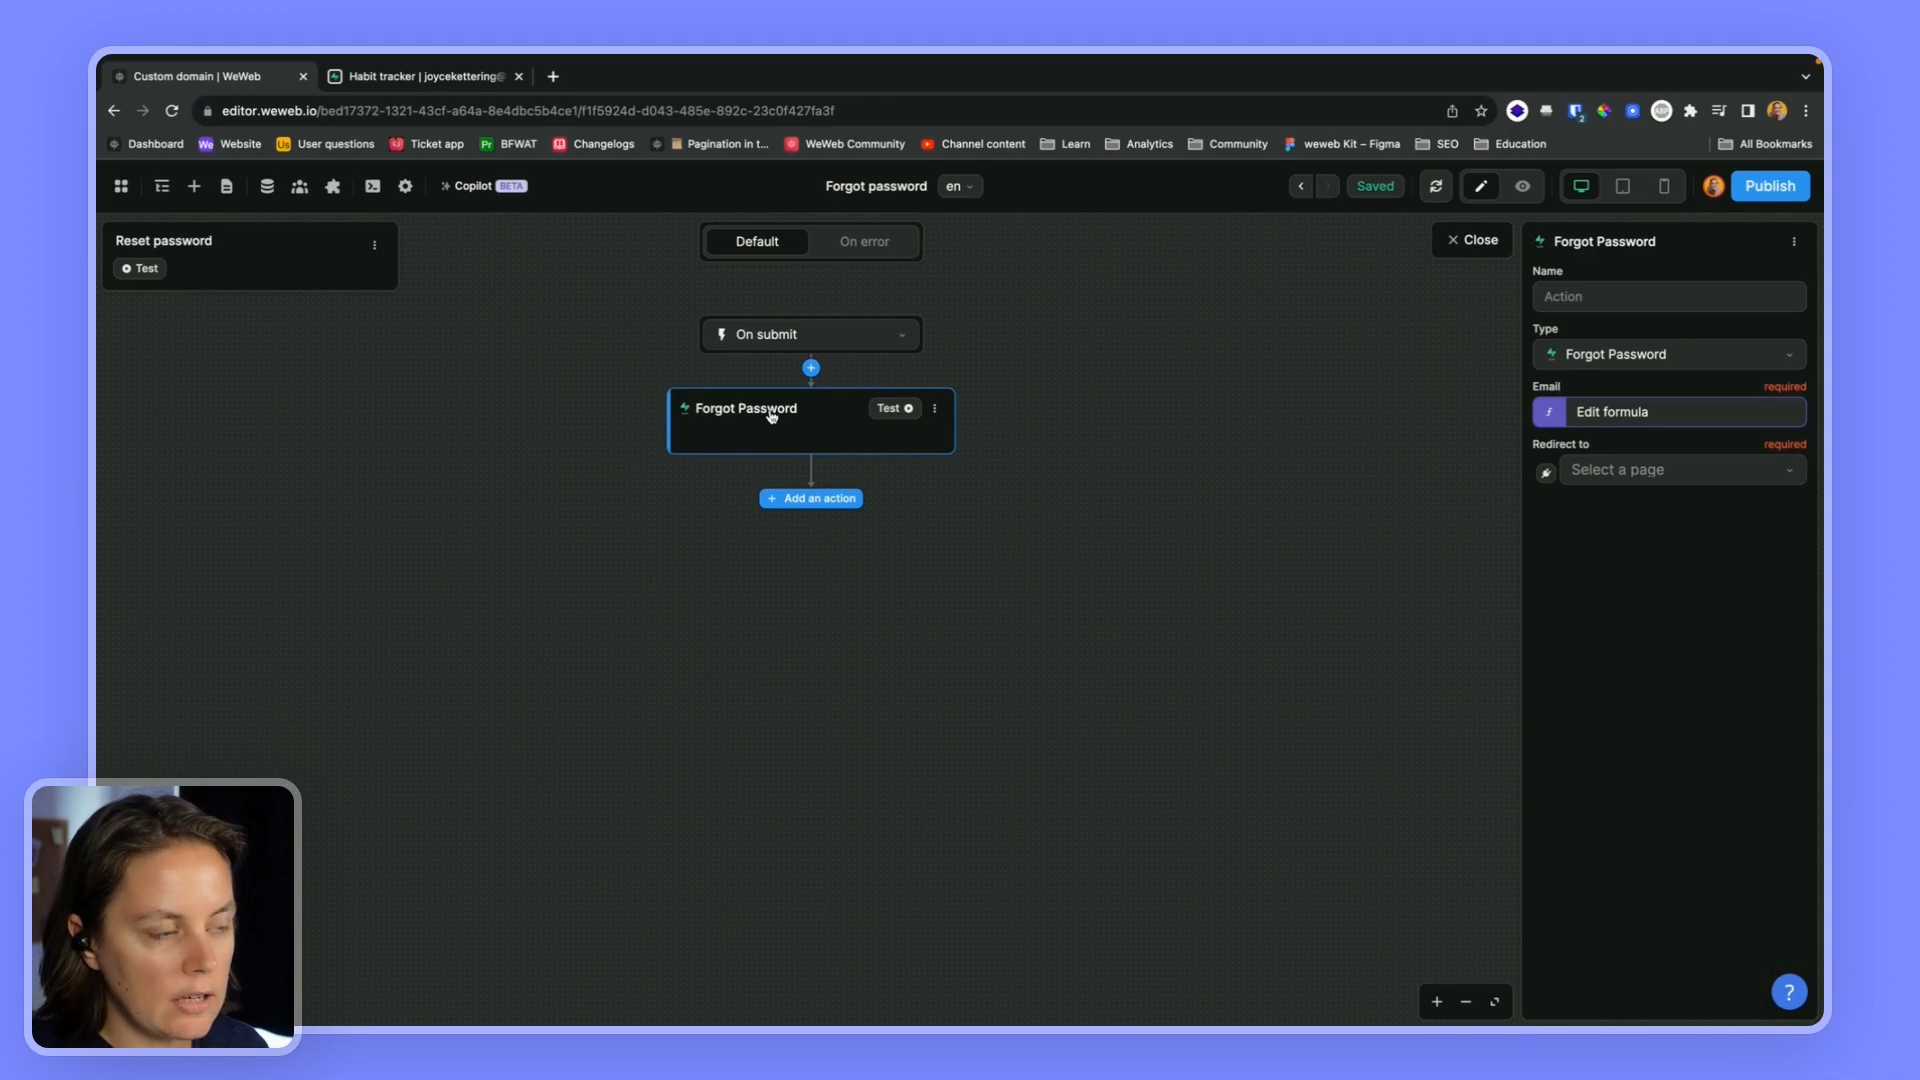 Custom domain | WeWeb
Habit tracker | joycekettering@
editor.weweb.io/bed17372-1321-43cf-a64a-8e4dbc5b4ce1/f1f5924d-d043-485e-892c-23c0f427fa3f
Dashboard
We Website
Us User questions
Ticket app
Pr BFWAT
Changelogs
Pagination in t...
WeWeb Community
Channel content
Learn
Analytics
Community
weweb Kit – Figma
SEO
Education
All Bookmarks
Copilot BETA
Forgot password
en
Saved
Publish
Reset password
Test
Default
On error
Close
On submit
Forgot Password
Test
Add an action
Forgot Password
Name
Action
Type
Forgot Password
Email required
f Edit formula
Redirect to required
Select a page
?